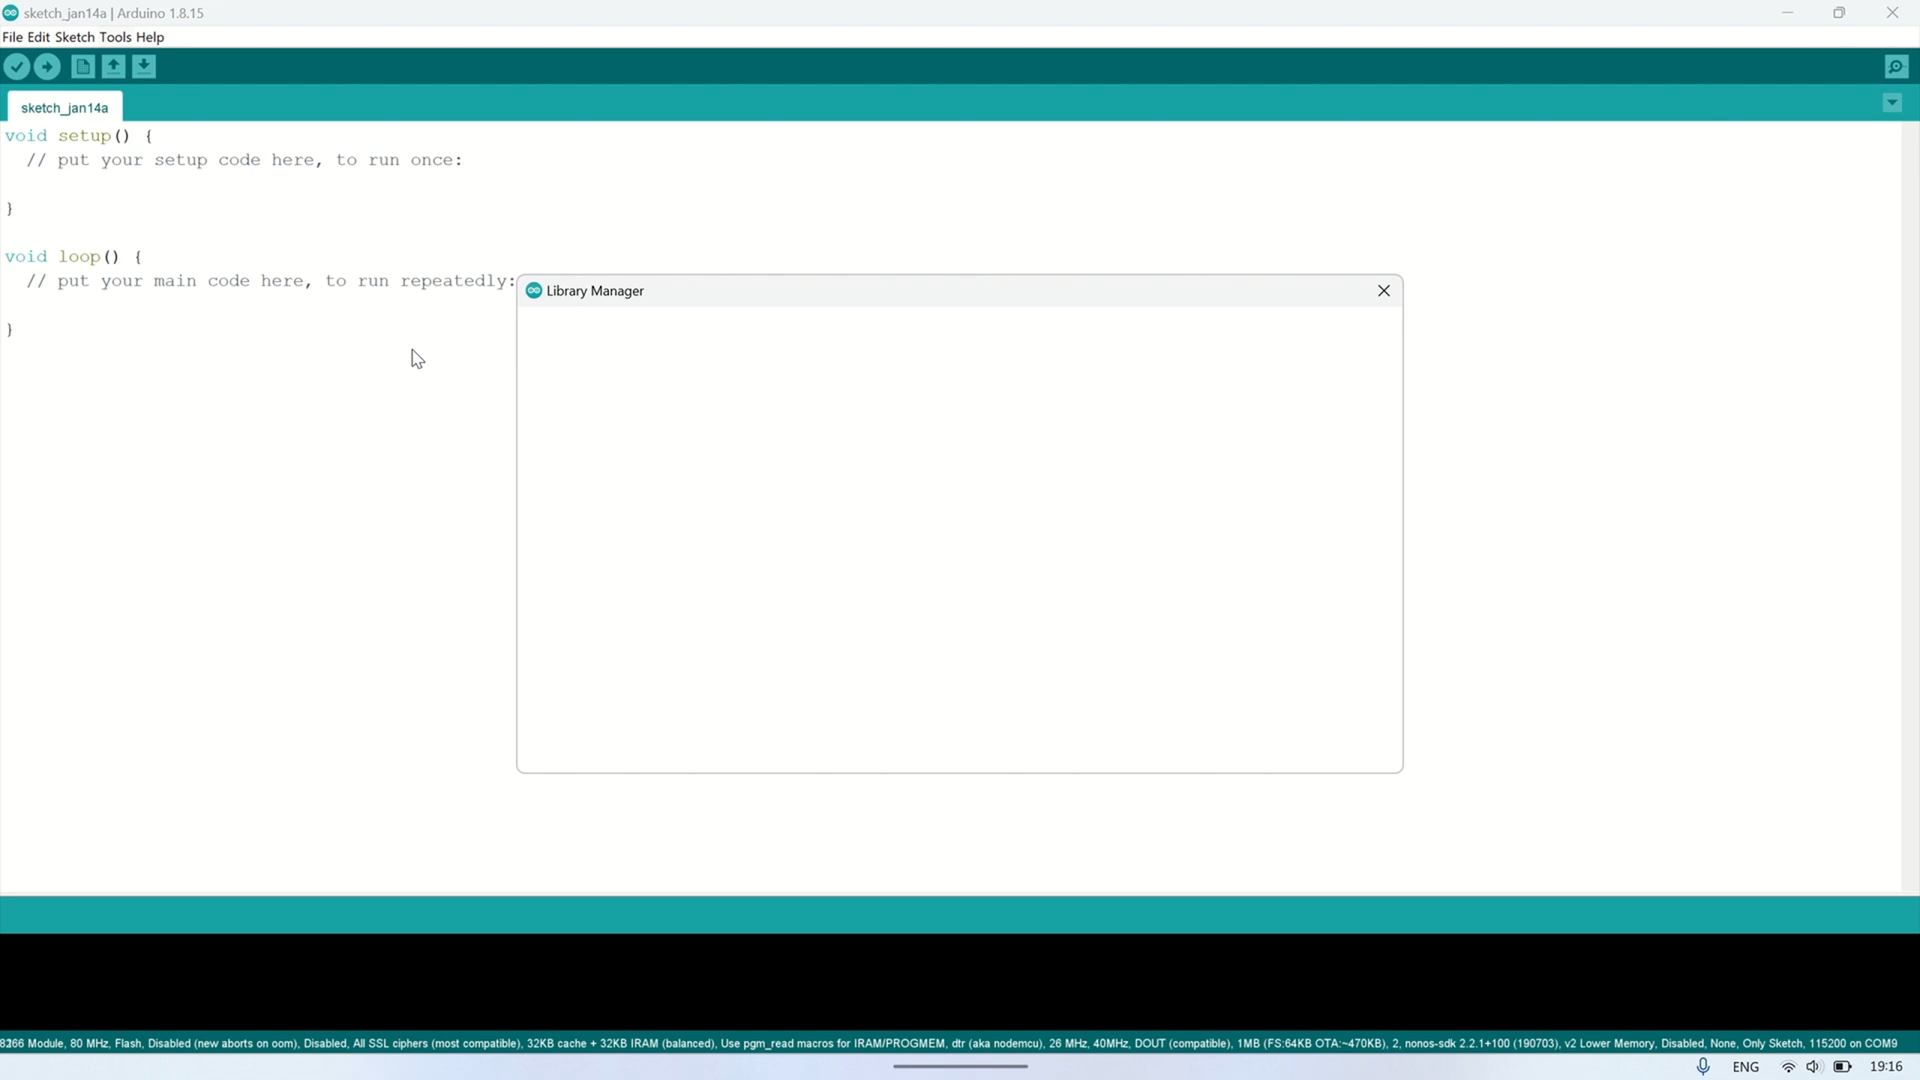 sketch_jan14a | Arduino 1.8.15
File Edit Sketch Tools Help
sketch_jan14a
void setup() {
// put your setup code here, to run once:
}
void loop() {
// put your main code here, to run repeatedly:
}
Library Manager
8266 Module, 80 MHz, Flash, Disabled (new aborts on oom), Disabled, All SSL ciphers (most compatible), 32KB cache + 32KB IRAM (balanced), Use pgm_read macros for IRAM/PROGMEM, dtr (aka nodemcu), 26 MHz, 40MHz, DOUT (compatible), 1MB (FS:64KB OTA:~470KB), 2, nonos-sdk 2.2.1+100 (190703), v2 Lower Memory, Disabled, None, Only Sketch, 115200 on COM9
ENG
19:16